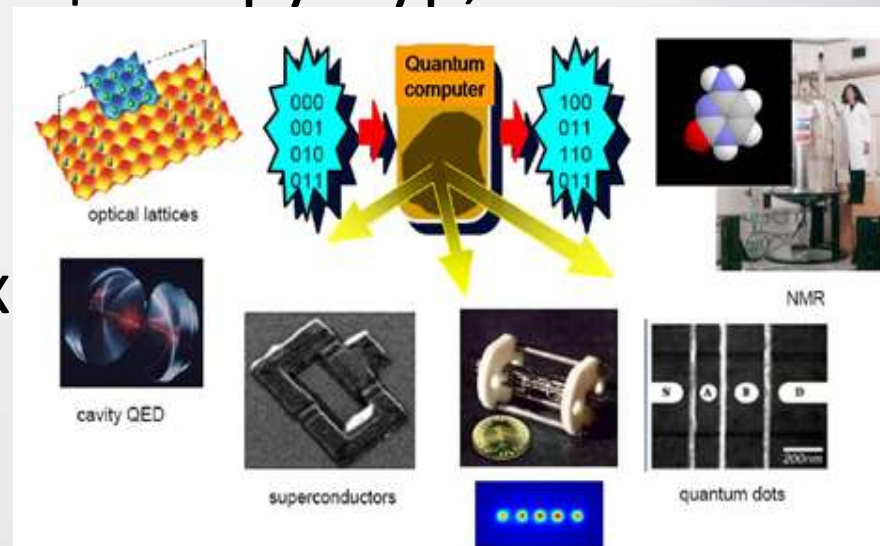 optical lattices
Quantum
computer
000
001
010
011
100
011
110
011
NMR
cavity QED
superconductors
S A B D
200nm
quantum dots